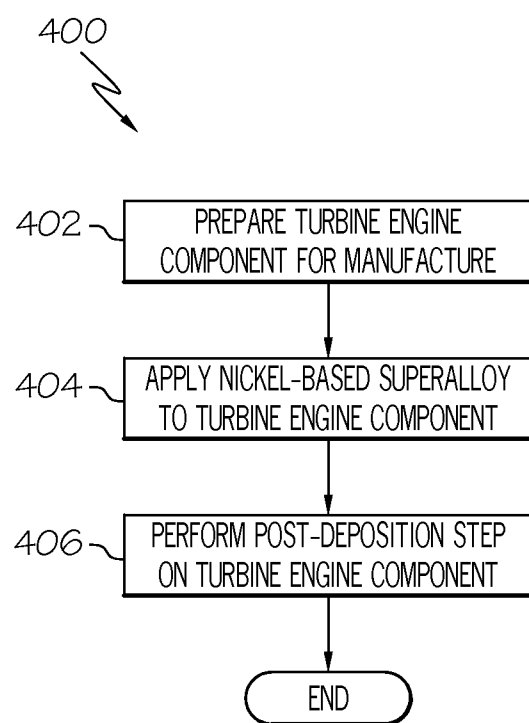 400
402
PREPARE TURBINE ENGINE
COMPONENT FOR MANUFACTURE
404
APPLY NICKEL-BASED SUPERALLOY
TO TURBINE ENGINE COMPONENT
406
PERFORM POST-DEPOSITION STEP
ON TURBINE ENGINE COMPONENT
END